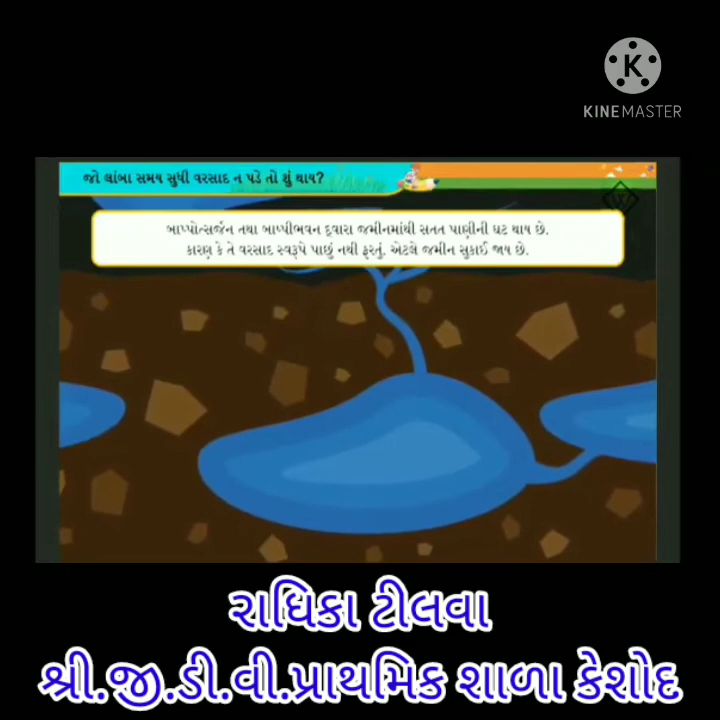 KINEMASTER
જો લાંબા સમય સુધી વરસાદ ન પડે તો શું થાય?
બાષ્પોત્સર્જન તથા બાષ્પીભવન દ્વારા જમીનમાંથી સતત પાણીની ઘટ થાય છે.
કારણ કે તે વરસાદ સ્વરૂપે પાછું નથી ફરતું. એટલે જમીન સુકાઈ જાય છે.
રાધિકા ટીલવા
શ્રી.જી.ડી.વી.પ્રાથમિક શાળા કેશોદ